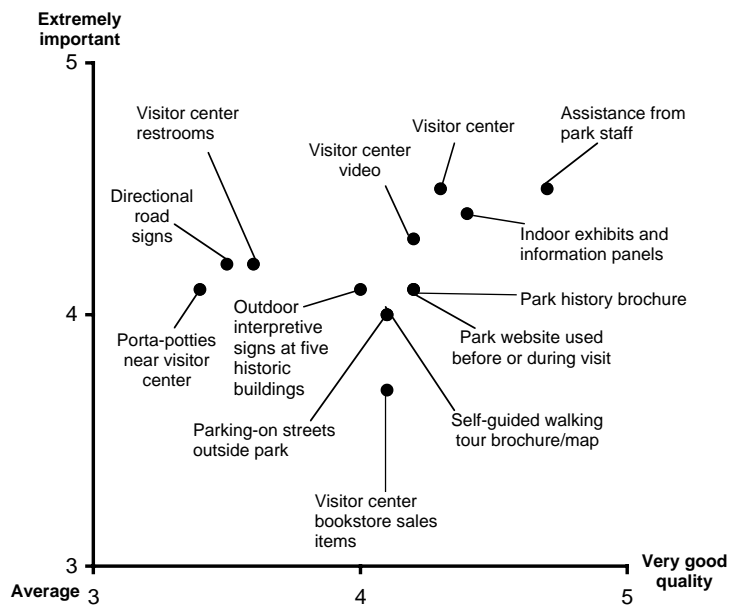 Extremely
important
5
Visitor center
restrooms
Visitor center
Assistance from
park staff
Visitor center
video
Directional
road
signs
Indoor exhibits and
information panels
Park history brochure
4
Outdoor
interpretive
signs at five
historic
buildings
Porta-potties
near visitor
center
Park website used
before or during visit
Parking-on streets
outside park
Self-guided walking
tour brochure/map
Visitor center
bookstore sales
items
3
Very good
quality
Average
3
4
5